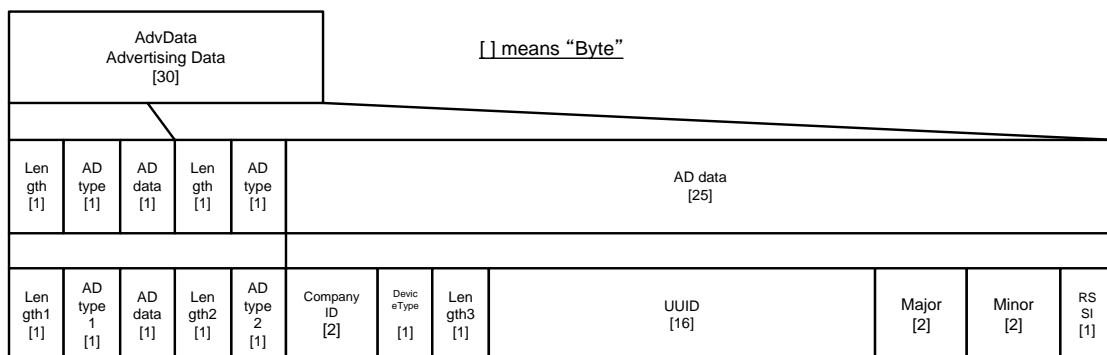 AdvData
Advertising Data
[30]
[ ] means “Byte”
Len
gth
[1]
AD
type
[1]
AD
data
[1]
Len
gth
[1]
AD
type
[1]
AD data
[25]
Len
gth1
[1]
AD
type
1
[1]
AD
data
[1]
Len
gth2
[1]
AD
type
2
[1]
Company
ID
[2]
Devic
eType
[1]
Len
gth3
[1]
UUID
[16]
Major
[2]
Minor
[2]
RS
SI
[1]